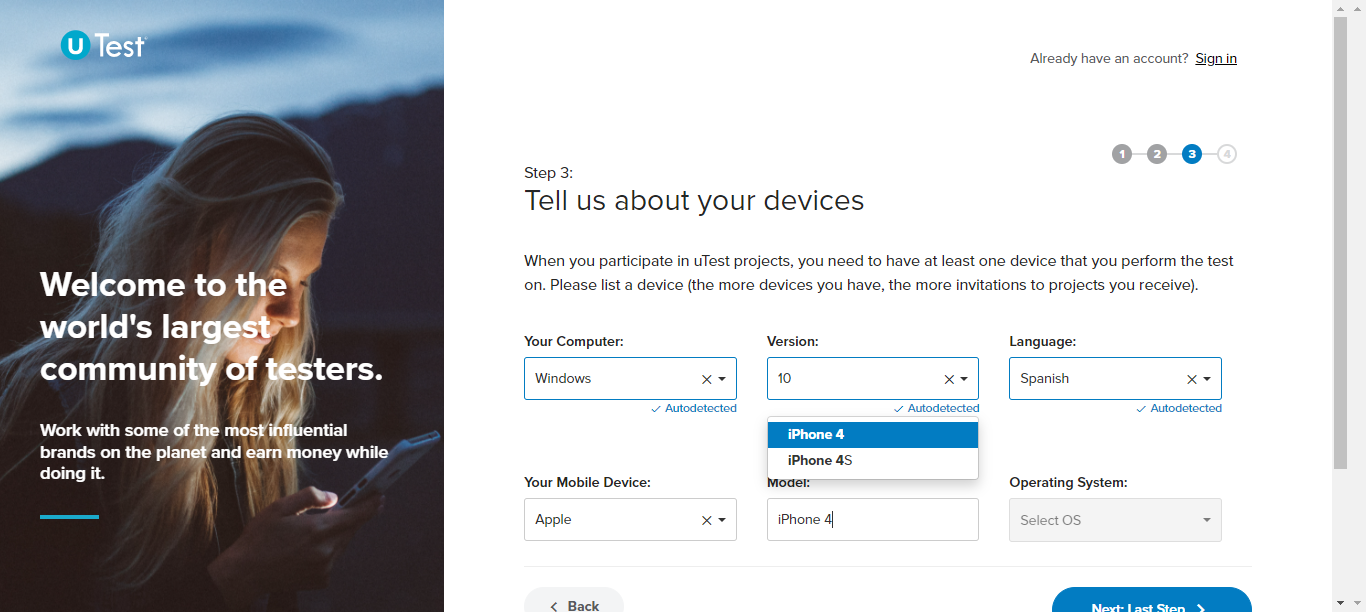 uTest
Already have an account? Sign in
1 2 3 4
Step 3:
Tell us about your devices
Welcome to the
world's largest
community of testers.
Work with some of the most influential
brands on the planet and earn money while
doing it.
When you participate in uTest projects, you need to have at least one device that you perform the test
on. Please list a device (the more devices you have, the more invitations to projects you receive).
Your Computer: Version: Language:
Windows 10 Spanish
Autodetected Autodetected Autodetected
iPhone 4
iPhone 4S
Your Mobile Device: Model: Operating System:
Apple iPhone 4 Select OS
Back Next: Last Step